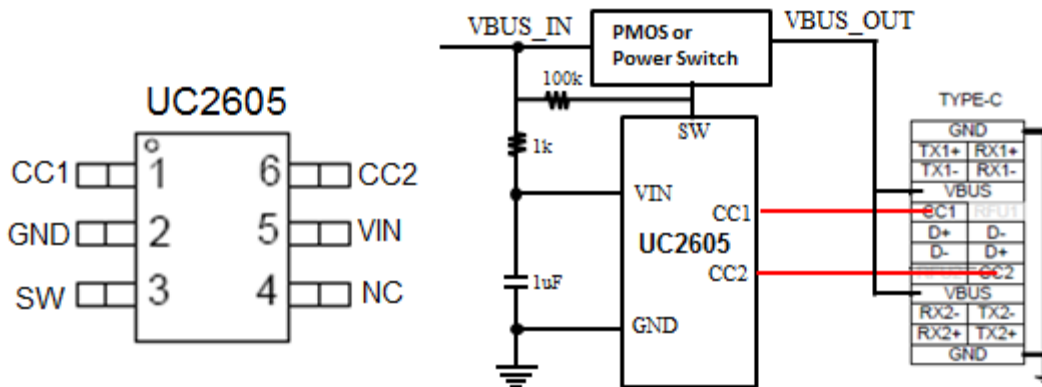 UC2605
CC1 1 6 CC2
GND 2 5 VIN
SW 3 4 NC
VBUS_IN
PMOS or
Power Switch
VBUS_OUT
100k
SW
1k
VIN
CC1
UC2605
CC2
1uF
GND
TYPE-C
GND
TX1+ RX1+
TX1- RX1-
VBUS
CC1 RFU1
D+ D-
D- D+
RFU2 CC2
VBUS
RX2- TX2-
RX2+ TX2+
GND